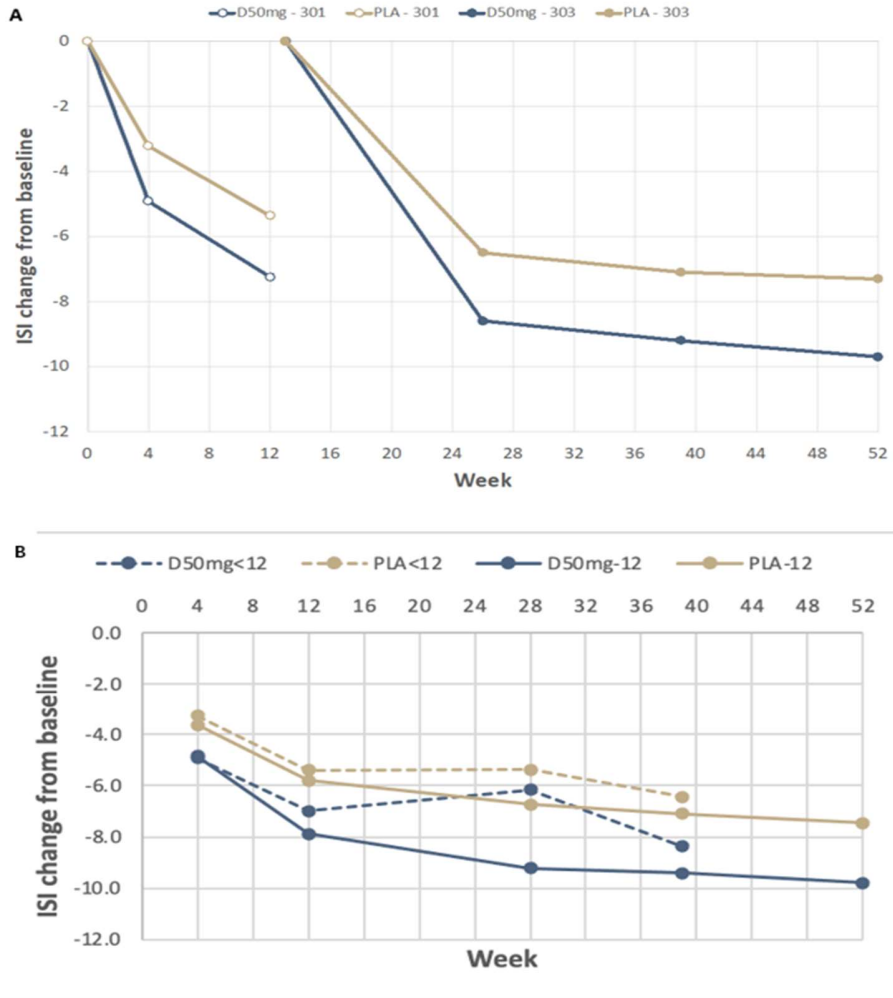 A
D50mg - 301 PLA - 301 D50mg - 303 PLA - 303
0
-2
-4
-6
-8
-10
-12
ISI change from baseline
0 4 8 12 16 20 24 28 32 36 40 44 48 52
Week
B
D50mg<12 PLA<12 D50mg-12 PLA-12
0 4 8 12 16 20 24 28 32 36 40 44 48 52
0.0
-2.0
-4.0
-6.0
-8.0
-10.0
-12.0
ISI change from baseline
Week